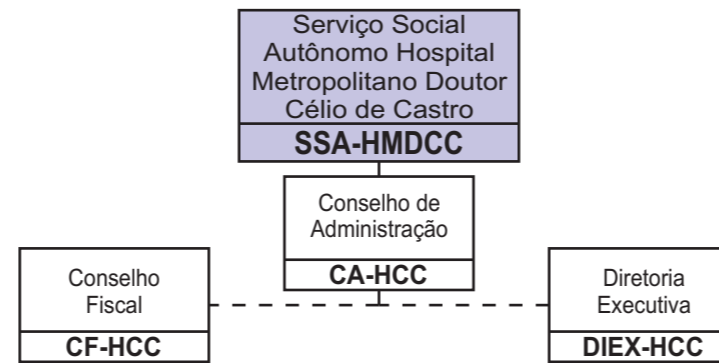 Serviço Social
Autônomo Hospital
Metropolitano Doutor
Célio de Castro
SSA-HMDCC
Conselho de
Administração
CA-HCC
Conselho
Fiscal
CF-HCC
Diretoria
Executiva
DIEX-HCC